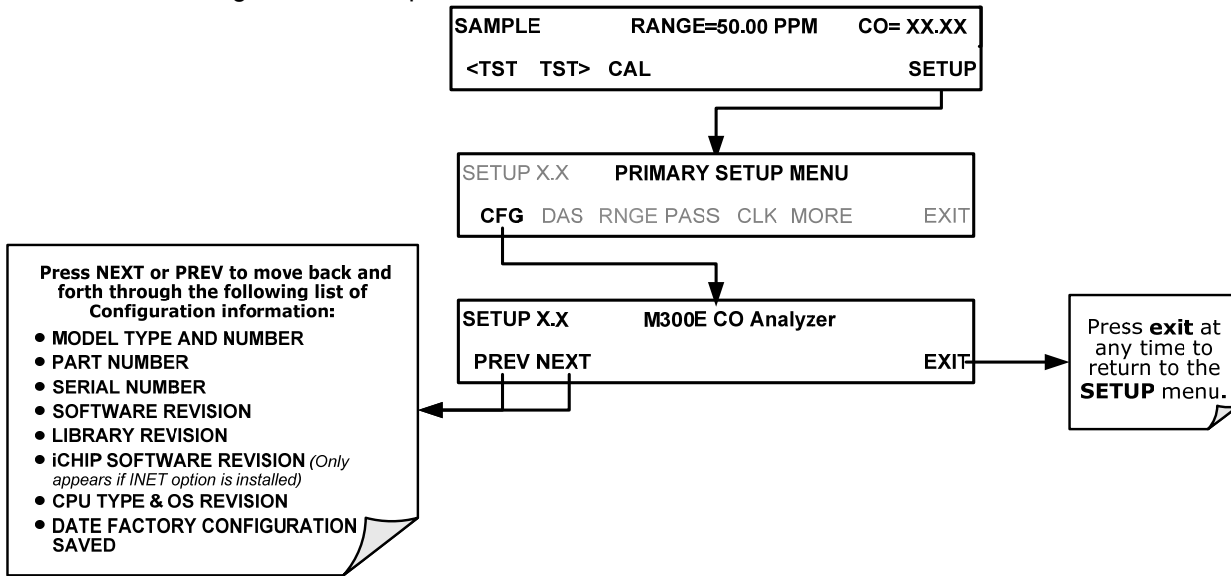 SAMPLE RANGE=50.00 PPM CO= XX.XX
<TST TST> CAL SETUP
SETUP X.X PRIMARY SETUP MENU
CFG DAS RNGE PASS CLK MORE EXIT
Press NEXT or PREV to move back and
forth through the following list of
Configuration information:
• MODEL TYPE AND NUMBER
• PART NUMBER
• SERIAL NUMBER
• SOFTWARE REVISION
• LIBRARY REVISION
• iCHIP SOFTWARE REVISION (Only
appears if INET option is installed)
• CPU TYPE & OS REVISION
• DATE FACTORY CONFIGURATION
SAVED
SETUP X.X M300E CO Analyzer
PREV NEXT EXIT
Press exit at
any time to
return to the
SETUP menu.